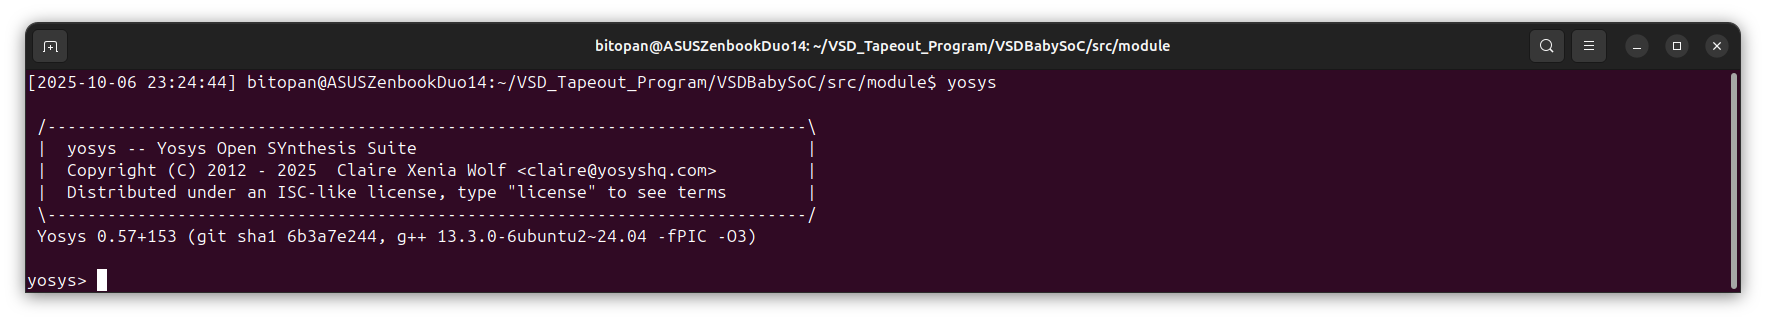 bitopan@ASUSZenbookDuo14: ~/VSD_Tapeout_Program/VSDBabySoC/src/module
[2025-10-06 23:24:44] bitopan@ASUSZenbookDuo14:~/VSD_Tapeout_Program/VSDBabySoC/src/module$ yosys
/----------------------------------------------------------------------------\
|  yosys -- Yosys Open SYnthesis Suite                                       |
|  Copyright (C) 2012 - 2025  Claire Xenia Wolf <claire@yosyshq.com>         |
|  Distributed under an ISC-like license, type "license" to see terms        |
\----------------------------------------------------------------------------/
Yosys 0.57+153 (git sha1 6b3a7e244, g++ 13.3.0-6ubuntu2~24.04 -fPIC -O3)
yosys>